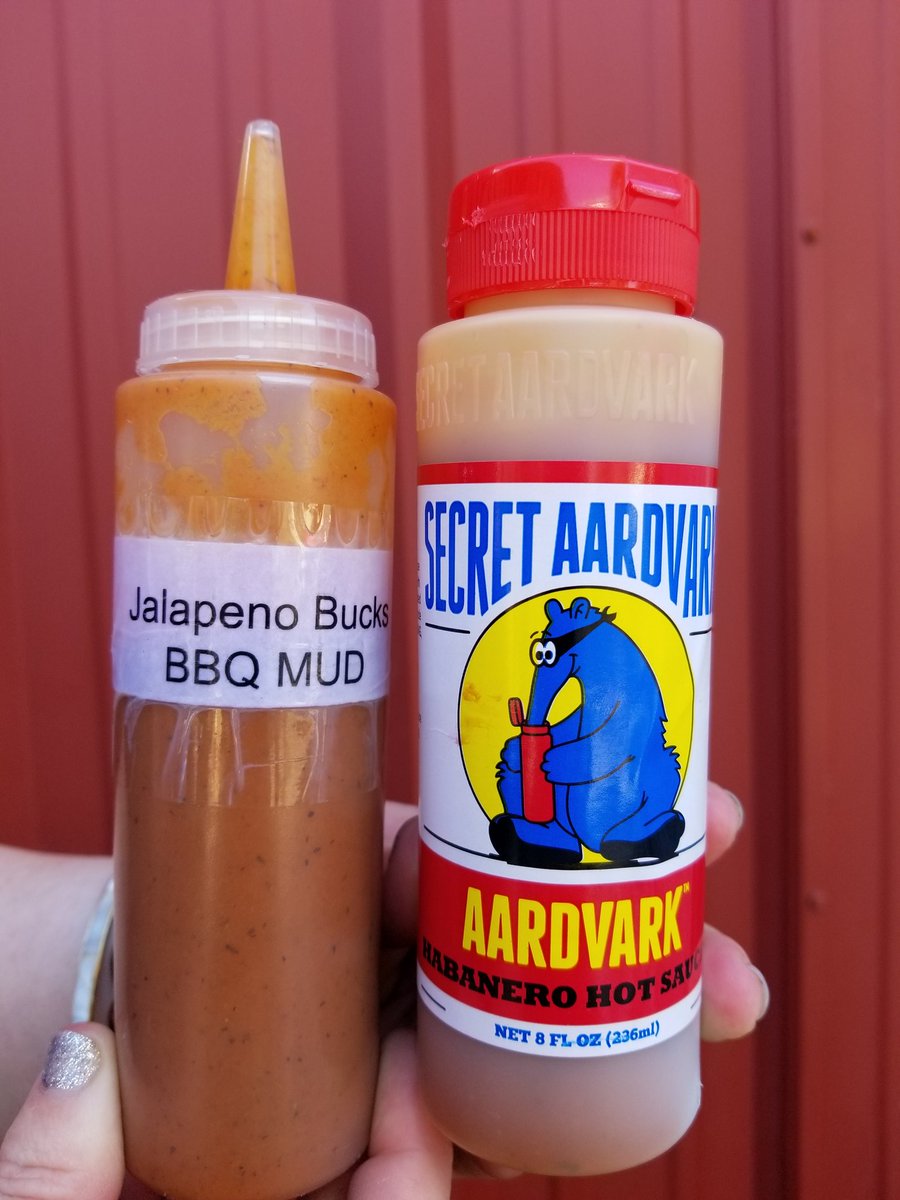 Jalapeno Bucks
BBQ MUD
SECRET AARDVARK
SECRET AARDVARK
AARDVARK™
HABANERO HOT SAUCE
NET 8 FL OZ (236ml)